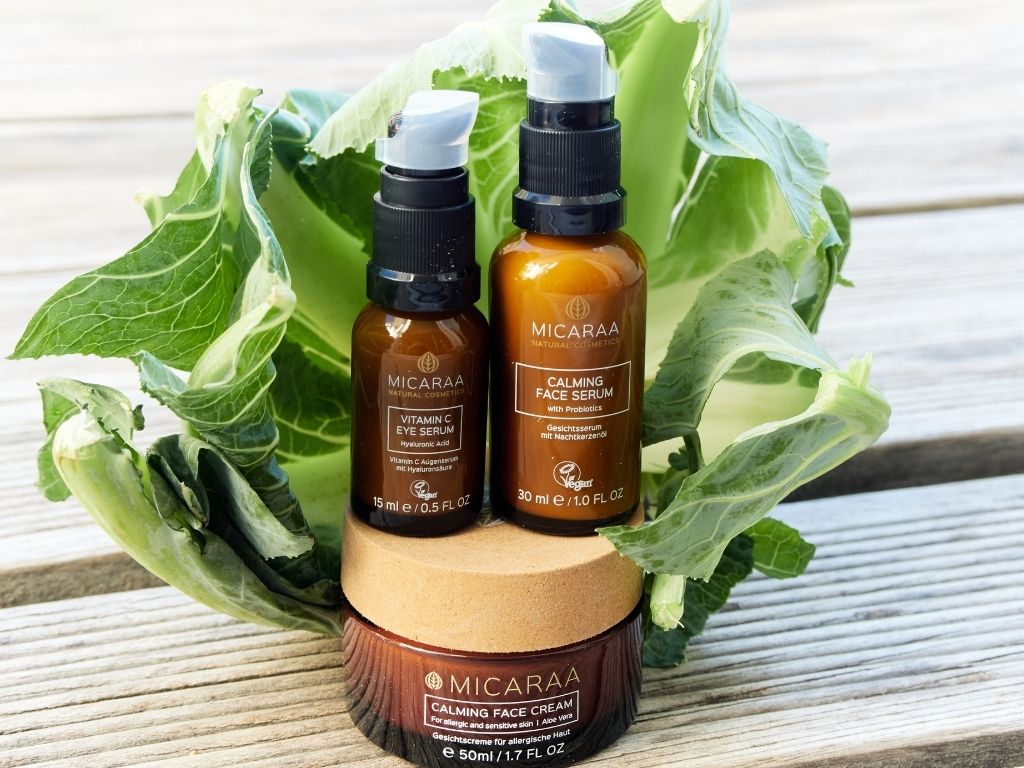 MICARAA
NATURAL COSMETICS
VITAMIN C
EYE SERUM
Hyaluronic Acid
Vitamin C Augenserum
mit Hyaluronsäure
Vegan
15 ml e / 0.5 FL OZ
MICARAA
NATURAL COSMETICS
CALMING
FACE SERUM
with Probiotics
Gesichtsserum
mit Nachtkerzenöl
Vegan
30 ml e / 1.0 FL OZ
MICARAA
CALMING FACE CREAM
For allergic and sensitive skin | Aloe Vera
Gesichtscreme für allergische Haut
e 50ml / 1.7 FL OZ